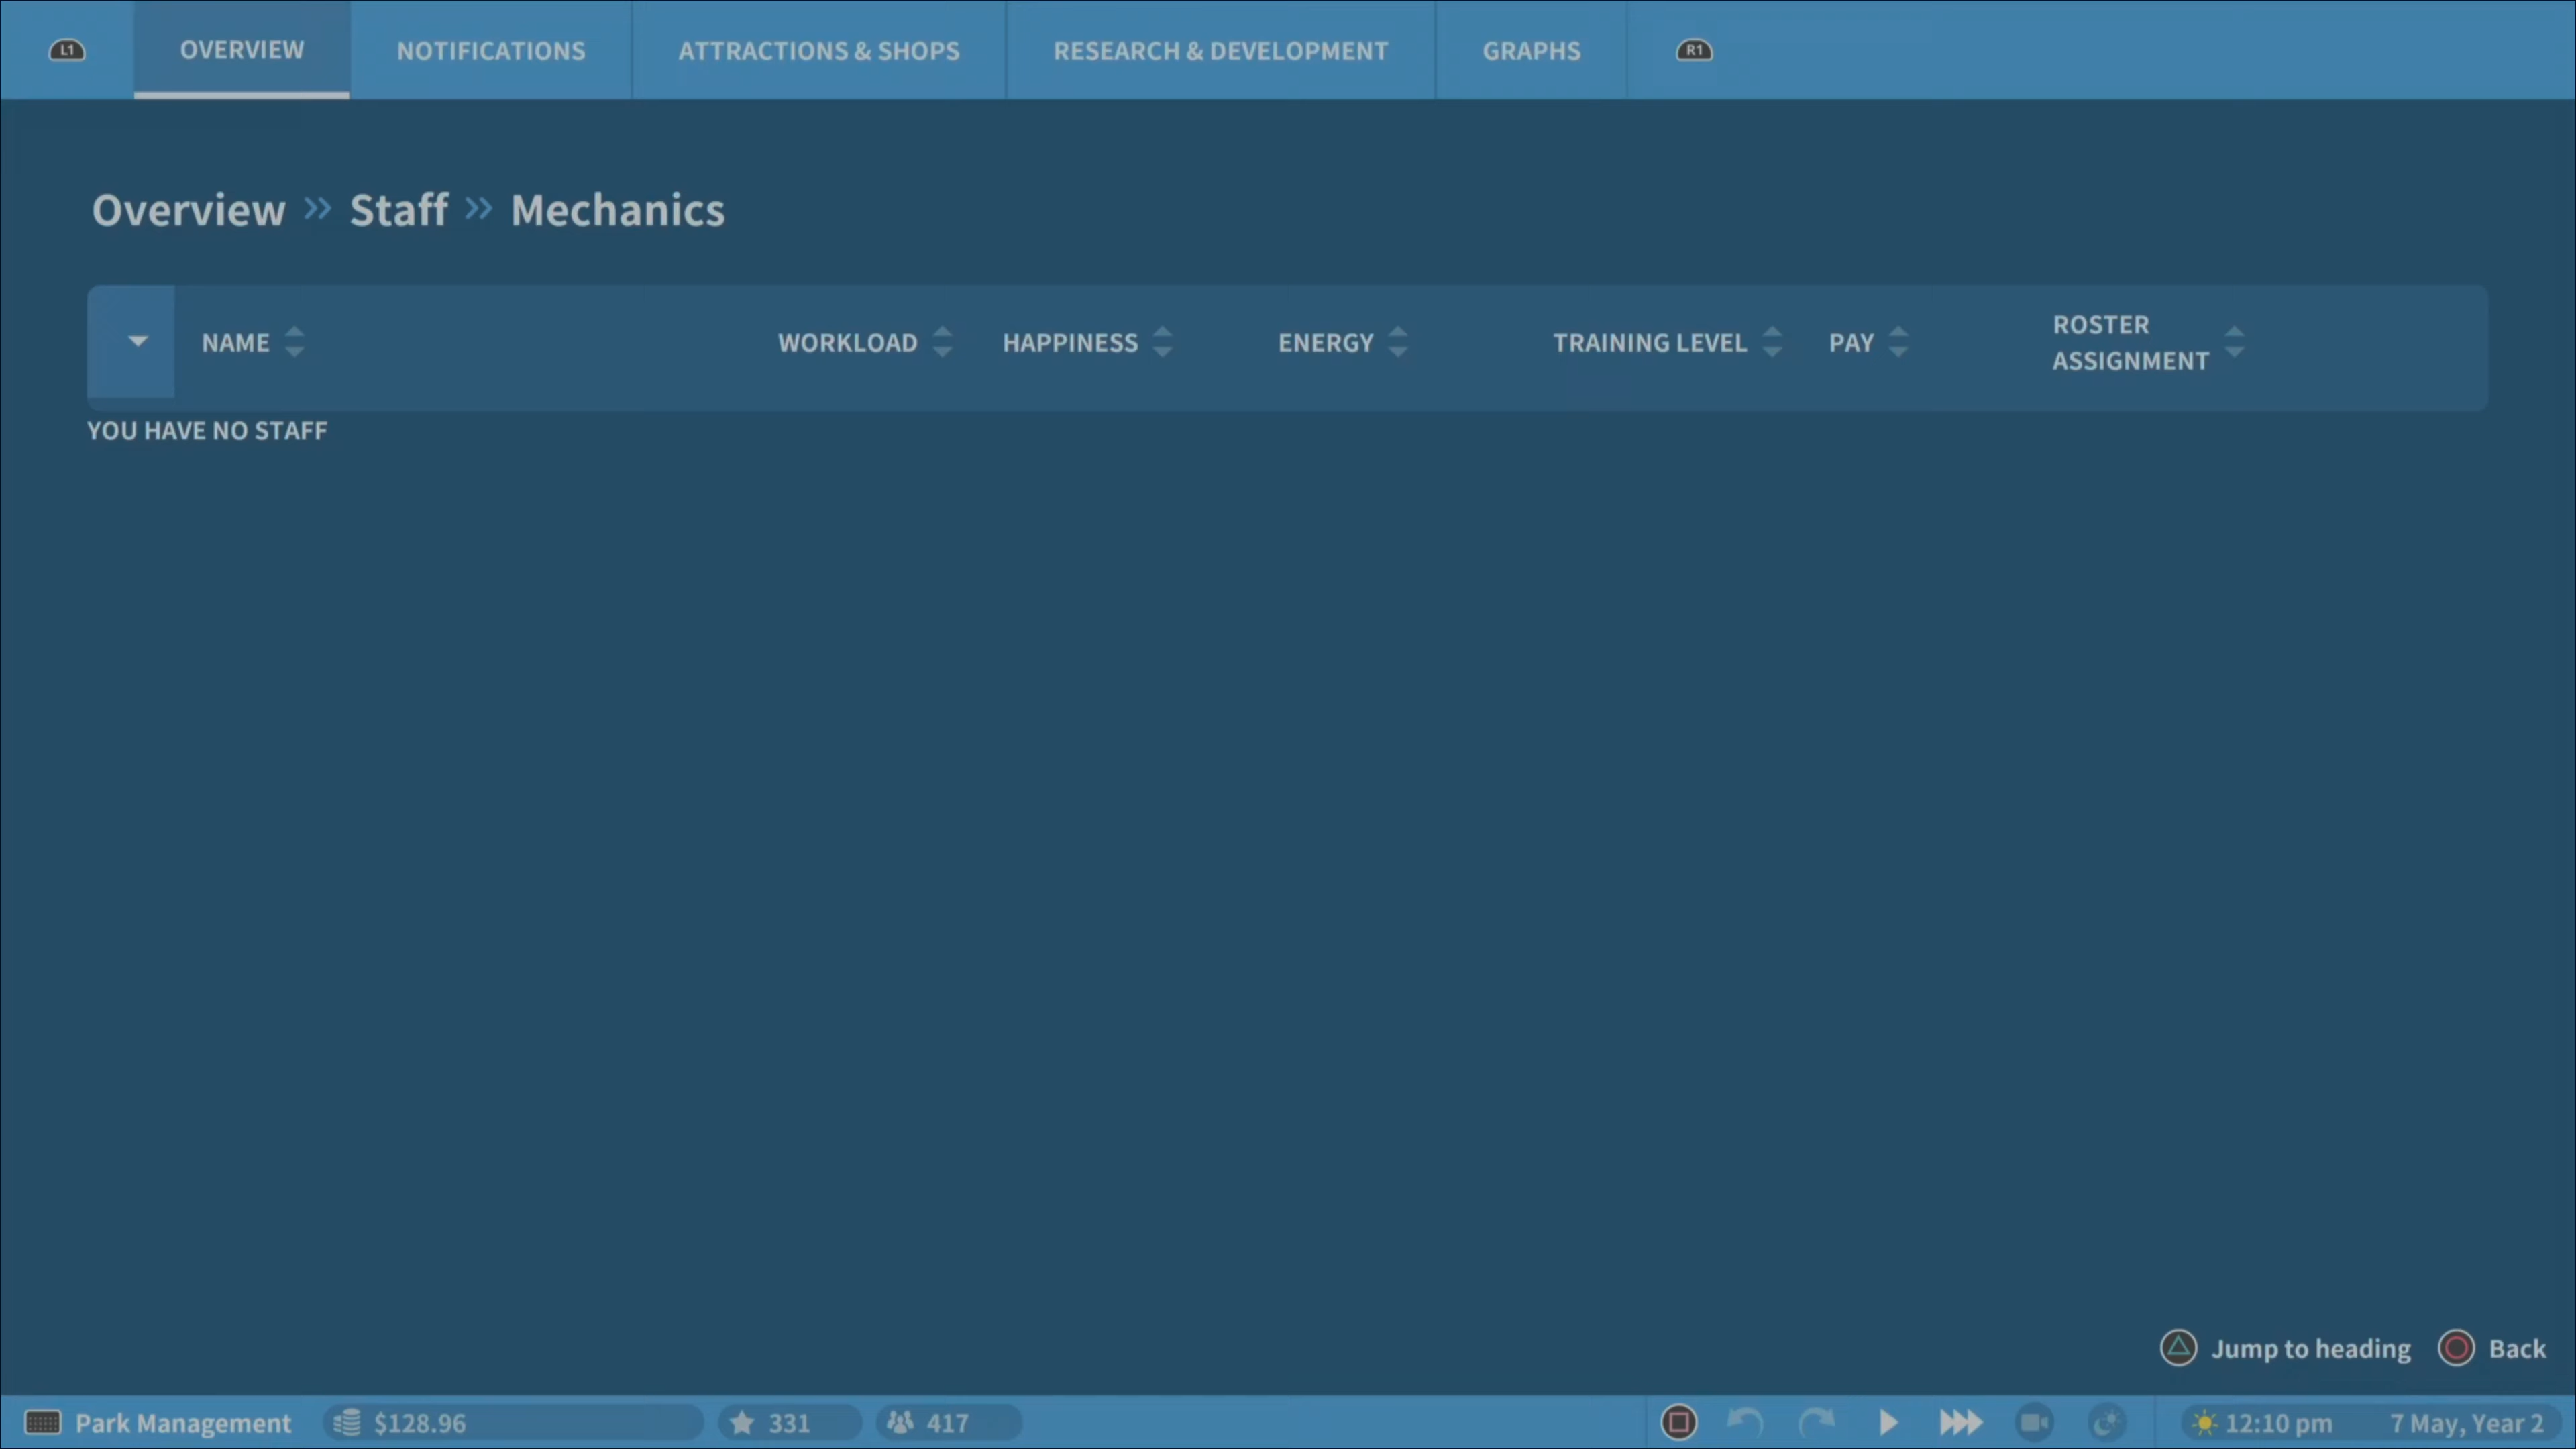 L1 OVERVIEW NOTIFICATIONS ATTRACTIONS & SHOPS RESEARCH & DEVELOPMENT GRAPHS R1
Overview » Staff » Mechanics
NAME WORKLOAD HAPPINESS ENERGY TRAINING LEVEL PAY ROSTER
ASSIGNMENT
YOU HAVE NO STAFF
Jump to heading Back
Park Management $128.96 331 417 12:10 pm 7 May, Year 2